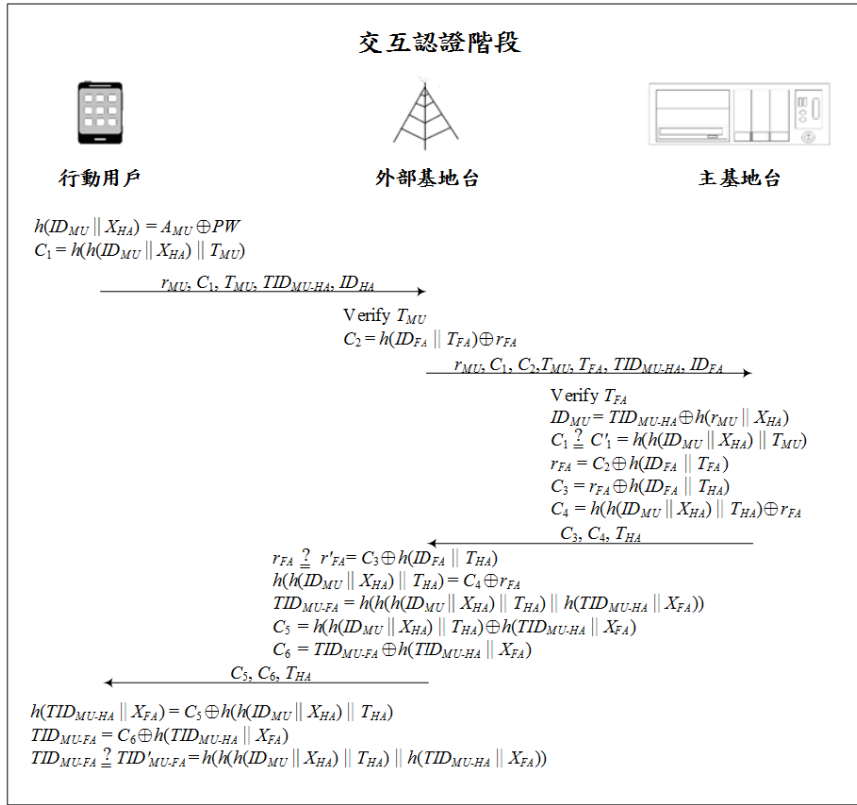 交互認證階段
行動用戶 外部基地台 主基地台
h(ID_MU || X_HA) = A_MU ⊕ PW
C_1 = h(h(ID_MU || X_HA) || T_MU)
r_MU, C_1, T_MU, TID_MU-HA, ID_HA
Verify T_MU
C_2 = h(ID_FA || T_FA) ⊕ r_FA
r_MU, C_1, C_2, T_MU, T_FA, TID_MU-HA, ID_FA
Verify T_FA
ID_MU = TID_MU-HA ⊕ h(r_MU || X_HA)
C_1 ≟ C'_1 = h(h(ID_MU || X_HA) || T_MU)
r_FA = C_2 ⊕ h(ID_FA || T_FA)
C_3 = r_FA ⊕ h(ID_FA || T_HA)
C_4 = h(h(ID_MU || X_HA) || T_HA) ⊕ r_FA
C_3, C_4, T_HA
r_FA ≟ r'_FA = C_3 ⊕ h(ID_FA || T_HA)
h(h(ID_MU || X_HA) || T_HA) = C_4 ⊕ r_FA
TID_MU-FA = h(h(h(ID_MU || X_HA) || T_HA) || h(TID_MU-HA || X_FA))
C_5 = h(h(ID_MU || X_HA) || T_HA) ⊕ h(TID_MU-HA || X_FA)
C_6 = TID_MU-FA ⊕ h(TID_MU-HA || X_FA)
C_5, C_6, T_HA
h(TID_MU-HA || X_FA) = C_5 ⊕ h(h(ID_MU || X_HA) || T_HA)
TID_MU-FA = C_6 ⊕ h(TID_MU-HA || X_FA)
TID_MU-FA ≟ TID'_MU-FA = h(h(h(ID_MU || X_HA) || T_HA) || h(TID_MU-HA || X_FA))